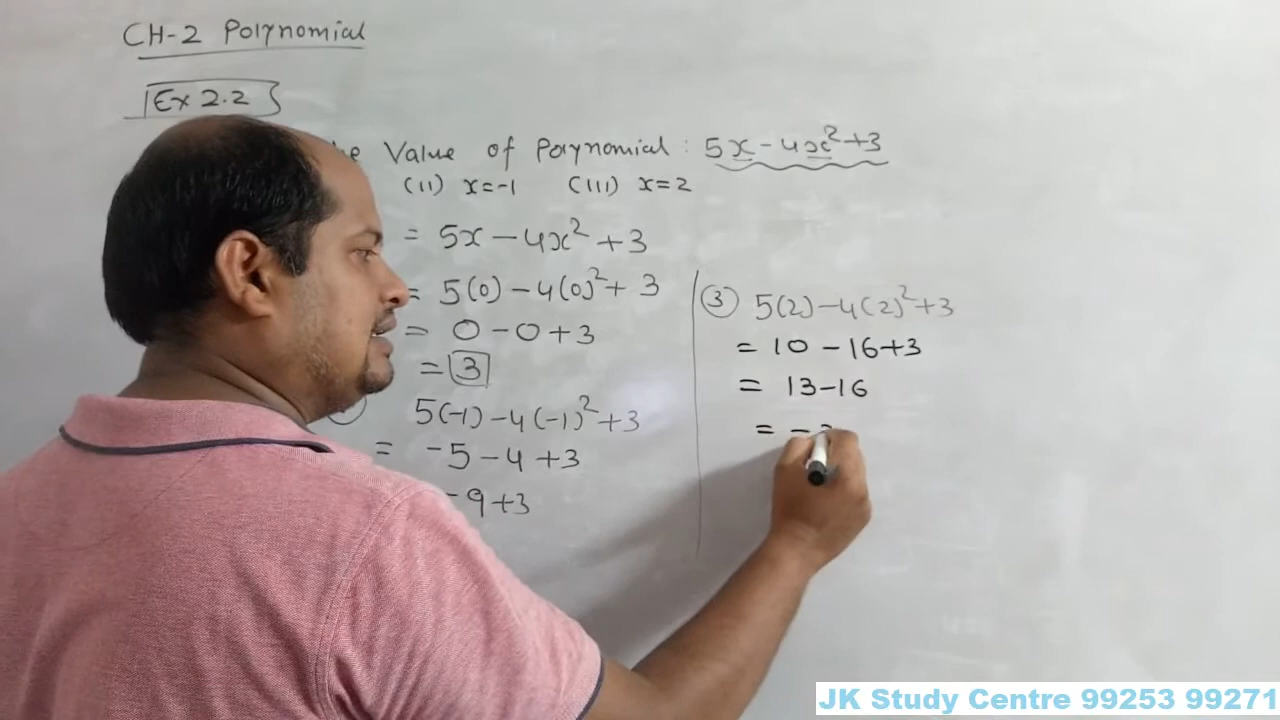 CH-2 Polynomial
Ex 2.2
Value of Polynomial : 5x - 4x² + 3
(ii) x = -1 (iii) x = 2
= 5x - 4x² + 3
= 5(0) - 4(0)² + 3
= 0 - 0 + 3
= 3
5(-1) - 4(-1)² + 3
= -5 - 4 + 3
-9 + 3
③ 5(2) - 4(2)² + 3
= 10 - 16 + 3
= 13 - 16
= -
JK Study Centre 99253 99271